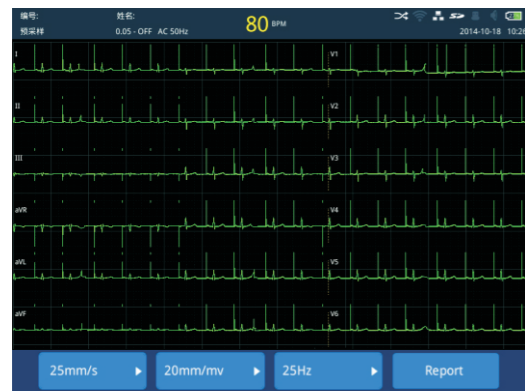 编号:
姓名:
80 BPM
预采样
0.05 - OFF AC 50Hz
2014-10-18 10:26
I
V1
II
V2
III
V3
aVR
V4
aVL
V5
aVF
V6
25mm/s
20mm/mv
25Hz
Report